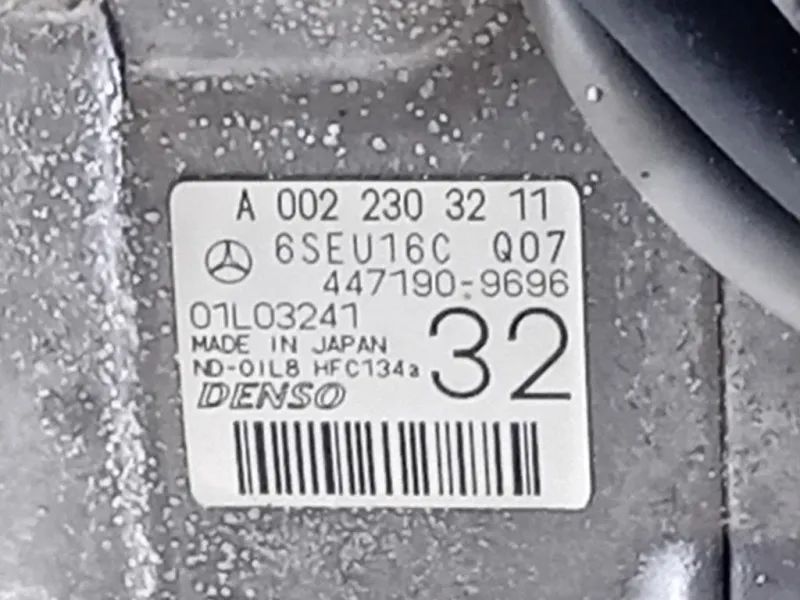 A 002 230 32 11
6SEU16C Q07
447190-9696
01L03241
32
MADE IN JAPAN
ND-OIL8 HFC134a
DENSO